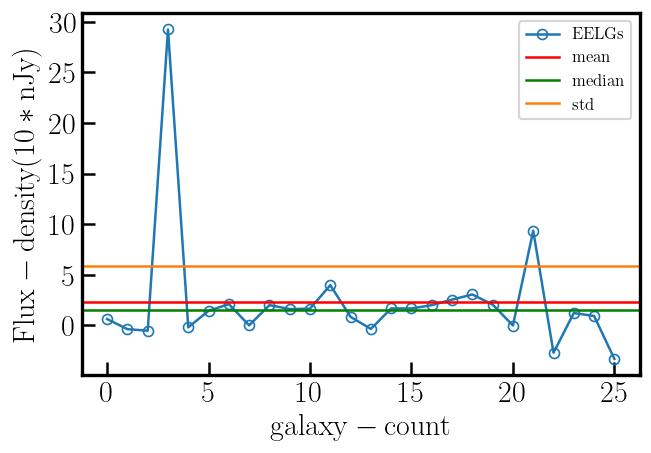 30
25
20
15
10
5
0
Flux − density(10 ∗ nJy)
EELGs
mean
median
std
0 5 10 15 20 25
galaxy − count